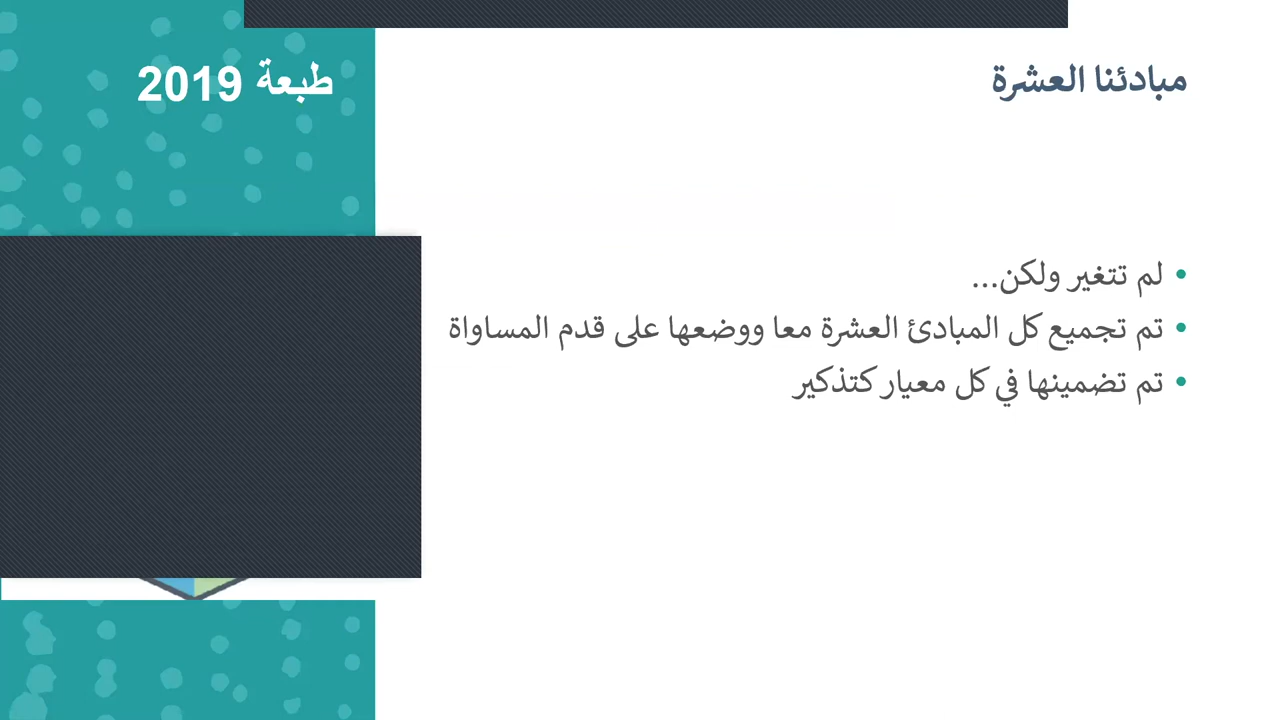 مبادئنا العشرة
طبعة 2019
لم تتغير ولكن...
تم تجميع كل المبادئ العشرة معا ووضعها على قدم المساواة
تم تضمينها في كل معيار كتذكير